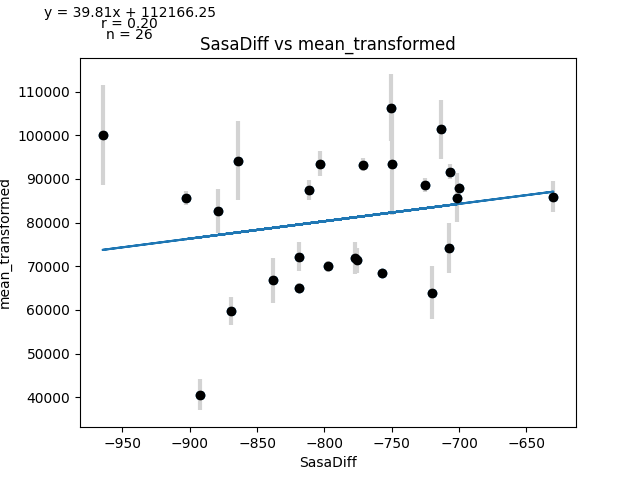 y = 39.81x + 112166.25
r = 0.20
n = 26
SasaDiff vs mean_transformed
110000
100000
90000
80000
70000
60000
50000
40000
mean_transformed
−950
−900
−850
−800
−750
−700
−650
SasaDiff